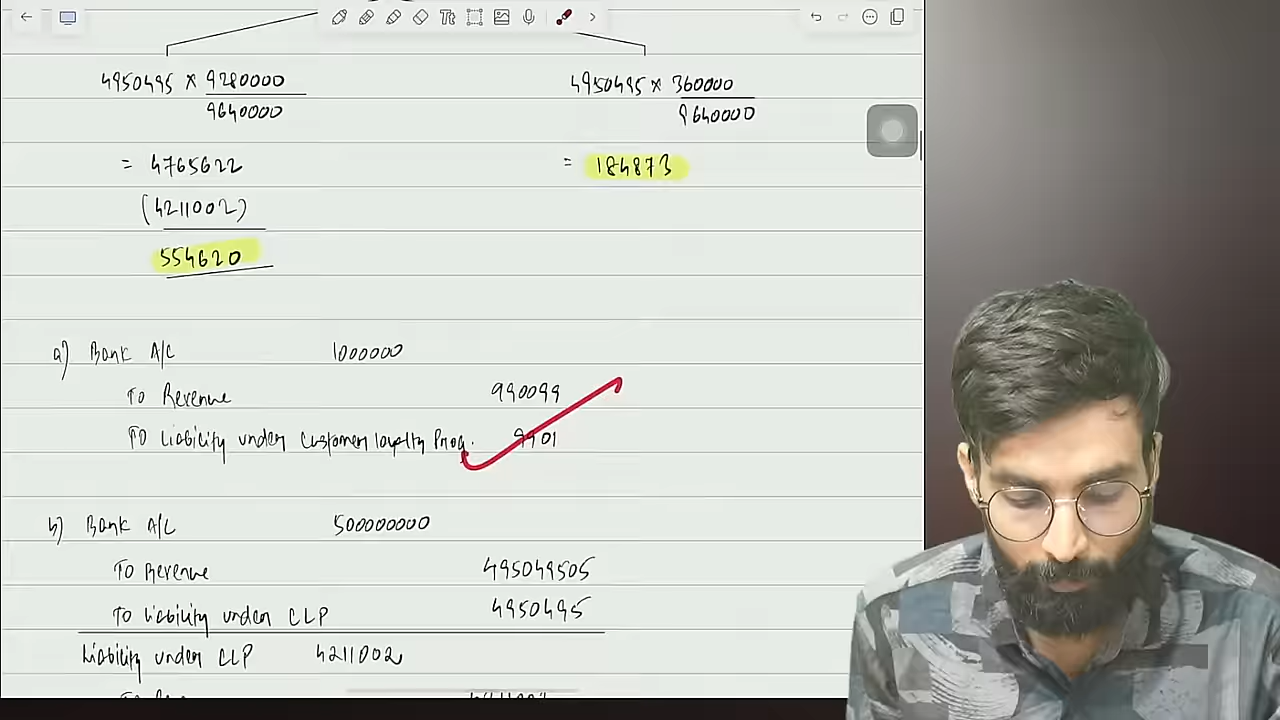 Tt
4950495 × 9280000
9640000
4950495 × 360000
9640000
= 4765622
= 184873
(4211002)
554620
a) Bank A/C 1000000
To Revenue 990099
To Liability under customer loyalty Prog. 9901
b) Bank A/C 500000000
To Revenue 495049505
To liability under CLP 4950495
Liability under CLP 4211002